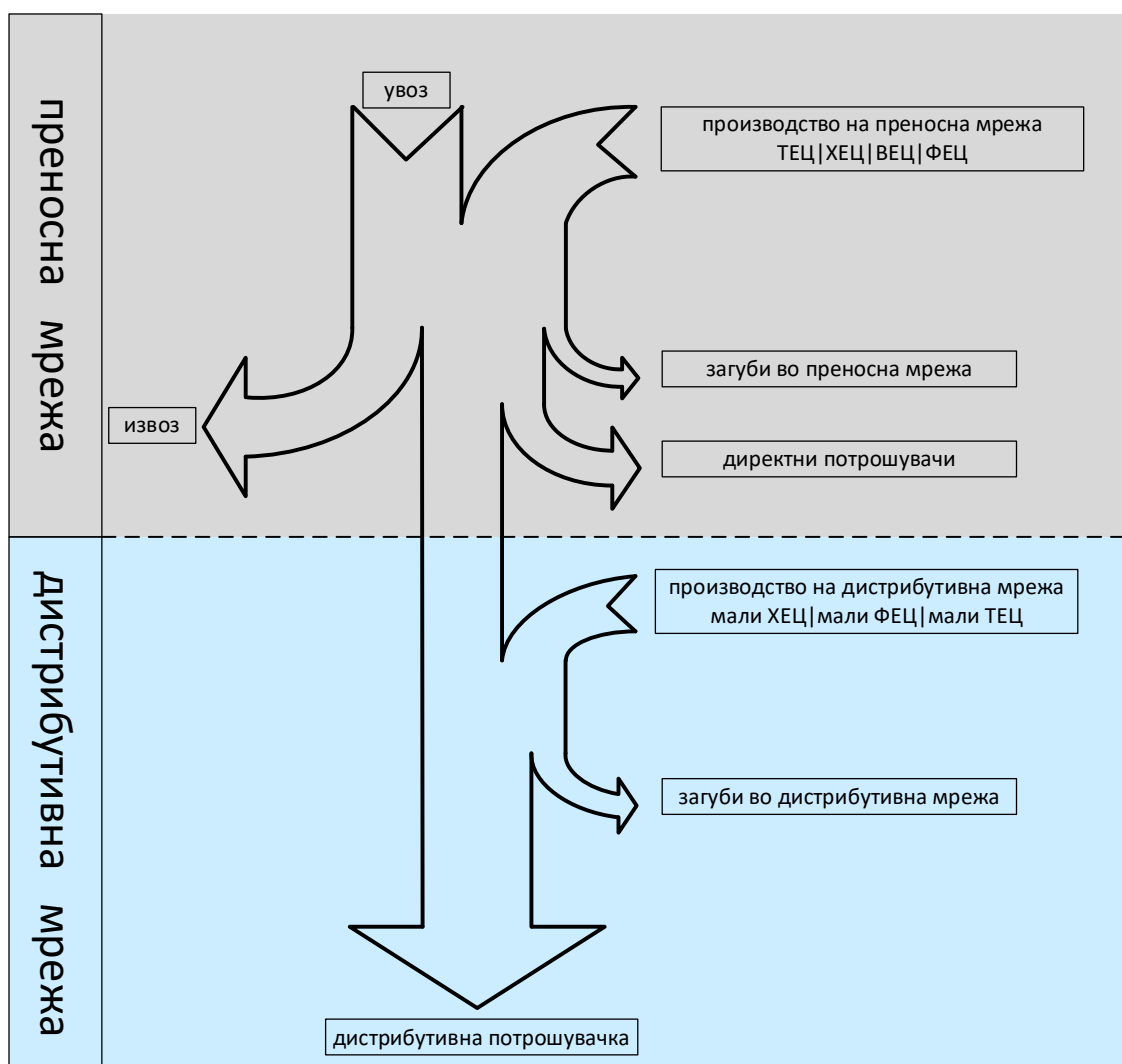 преносна мрежа
увоз
производство на преносна мрежа
ТЕЦ|ХЕЦ|ВЕЦ|ФЕЦ
загуби во преносна мрежа
извоз
директни потрошувачи
дистрибутивна мрежа
производство на дистрибутивна мрежа
мали ХЕЦ|мали ФЕЦ|мали ТЕЦ
загуби во дистрибутивна мрежа
дистрибутивна потрошувачка